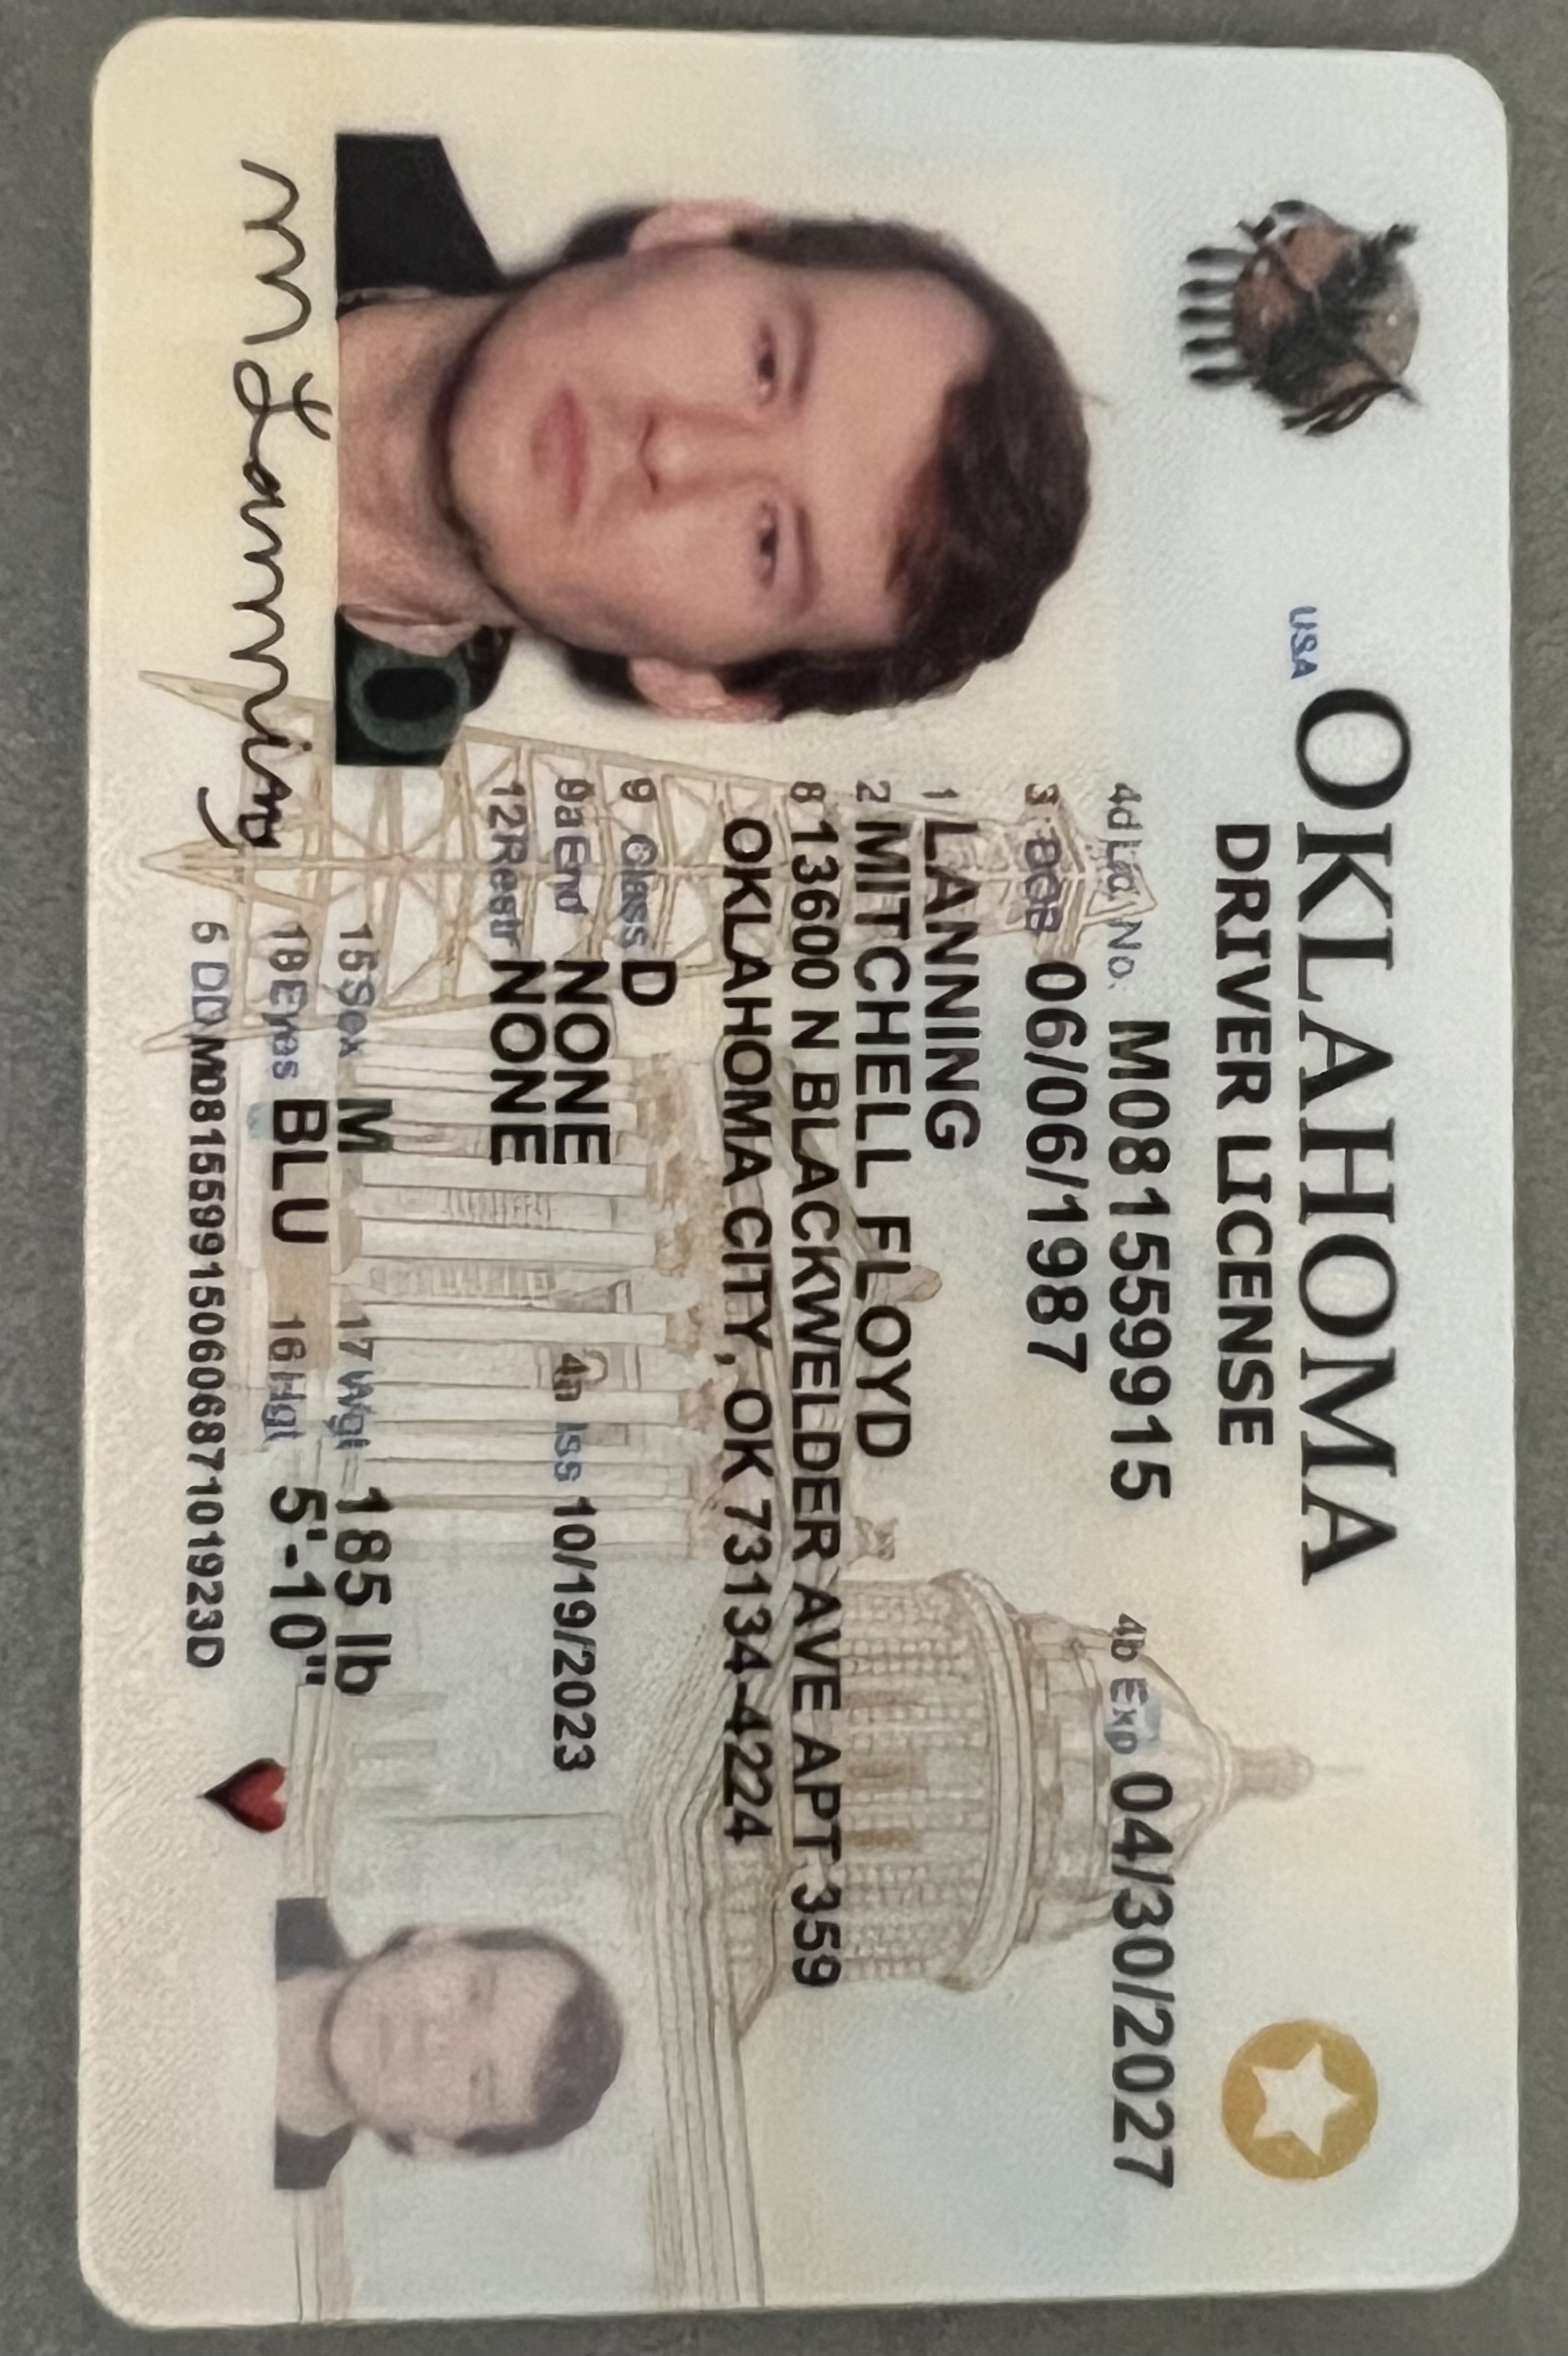 USA OKLAHOMA
DRIVER LICENSE
4d Lic. No. M081559915 4b Exp 04/30/2027
3 DOB 06/06/1987
1 LANNING
2 MITCHELL FLOYD
8 13600 N BLACKWELDER AVE APT 359
OKLAHOMA CITY, OK 73134-4224
9 Class D
9a End NONE 4a Iss 10/19/2023
12 Restr NONE
15 Sex M 17 Wgt 185 lb
18 Eyes BLU 16 Hgt 5'-10"
5 DD M081559915060687101923D
M Lanning